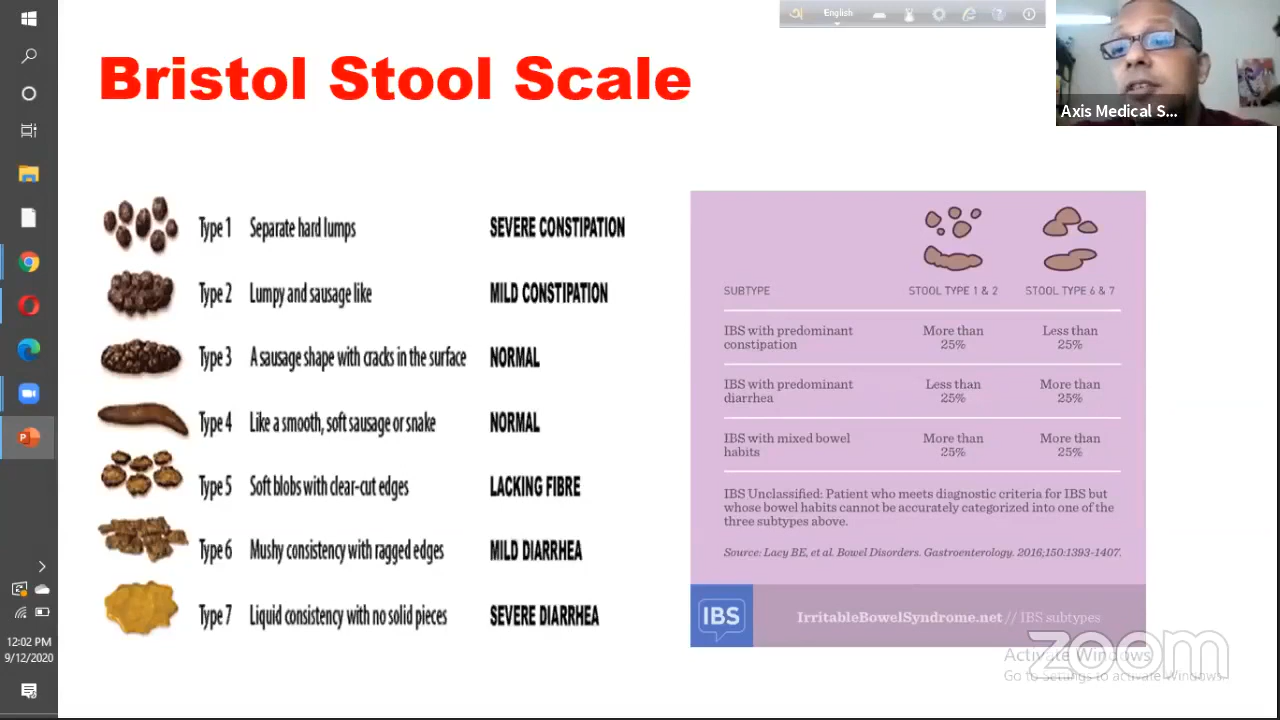 English
Axis Medical S...
Bristol Stool Scale
Type 1 Separate hard lumps SEVERE CONSTIPATION
Type 2 Lumpy and sausage like MILD CONSTIPATION
Type 3 A sausage shape with cracks in the surface NORMAL
Type 4 Like a smooth, soft sausage or snake NORMAL
Type 5 Soft blobs with clear-cut edges LACKING FIBRE
Type 6 Mushy consistency with ragged edges MILD DIARRHEA
Type 7 Liquid consistency with no solid pieces SEVERE DIARRHEA
SUBTYPE STOOL TYPE 1 & 2 STOOL TYPE 6 & 7
IBS with predominant More than Less than
constipation 25% 25%
IBS with predominant Less than More than
diarrhea 25% 25%
IBS with mixed bowel More than More than
habits 25% 25%
IBS Unclassified: Patient who meets diagnostic criteria for IBS but
whose bowel habits cannot be accurately categorized into one of the
three subtypes above.
Source: Lacy BE, et al. Bowel Disorders. Gastroenterology. 2016;150:1393-1407.
IBS
IrritableBowelSyndrome.net // IBS subtypes
Activate Windows
Go to Settings to activate Windows.
zoom
12:02 PM
9/12/2020